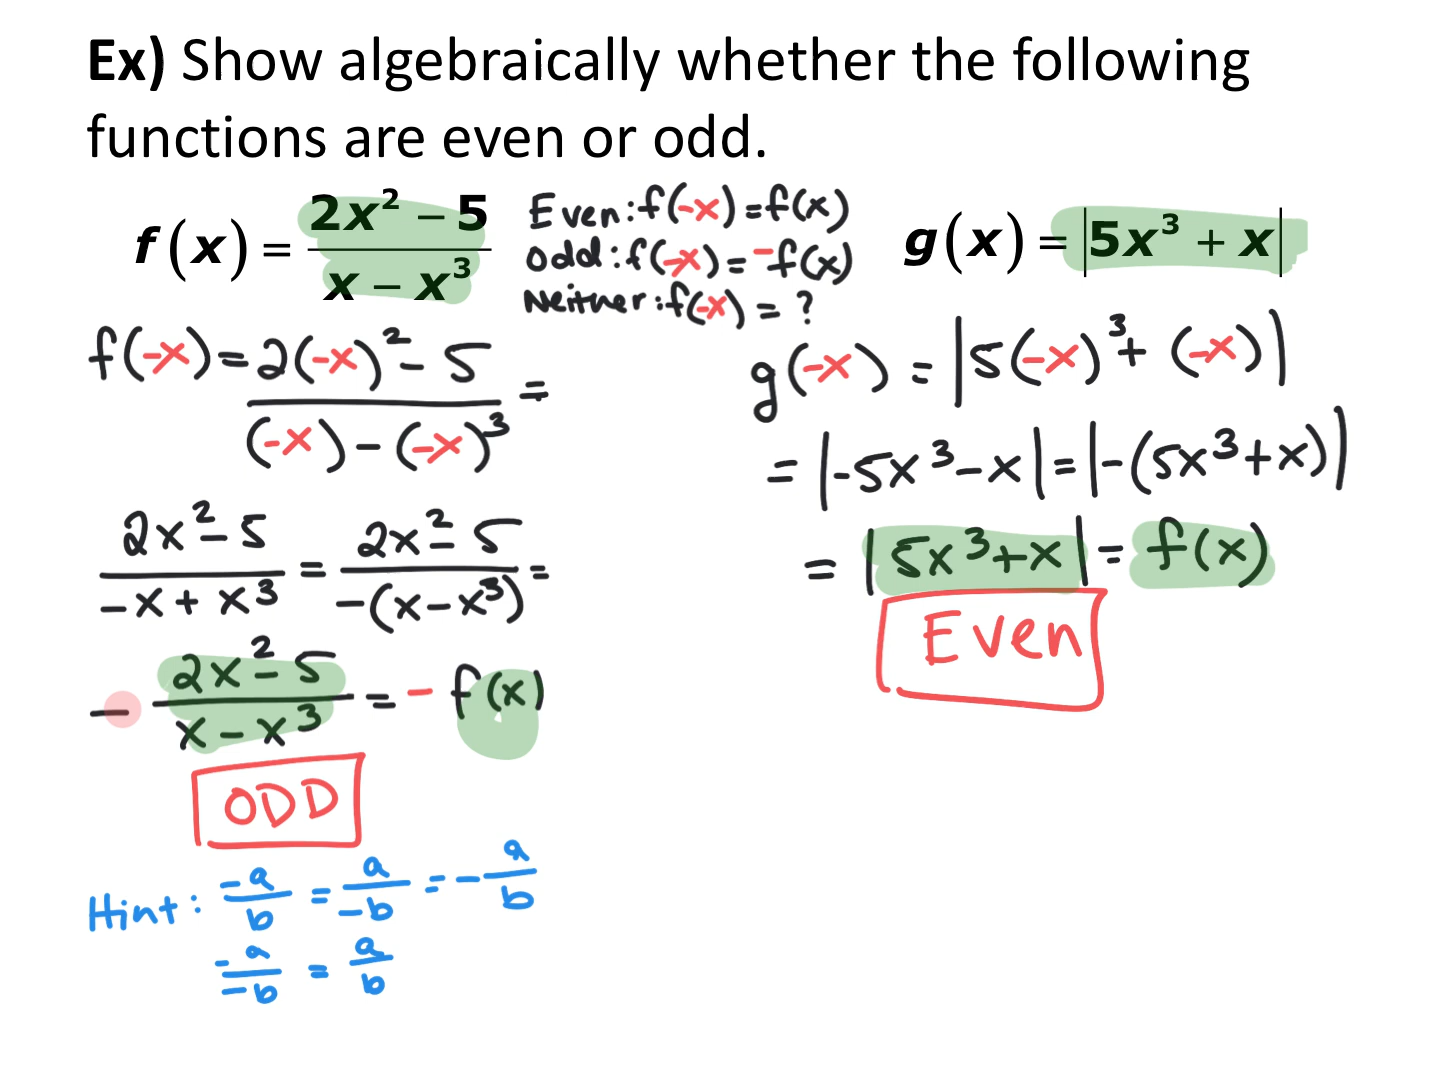 Ex) Show algebraically whether the following
functions are even or odd.
f(x) = (2x² − 5)/(x − x³)
Even: f(-x) = f(x)
Odd: f(-x) = -f(x)
Neither: f(-x) = ?
f(-x) = (2(-x)² - 5)/((-x) - (-x)³) =
(2x² - 5)/(-x + x³) = (2x² - 5)/(-(x - x³)) =
- (2x² - 5)/(x - x³) = - f(x)
ODD
Hint: -a/b = a/-b = - a/b
-a/-b = a/b
g(x) = |5x³ + x|
g(-x) = |5(-x)³ + (-x)|
= |-5x³ - x| = |-(5x³ + x)|
= |5x³ + x| = f(x)
Even